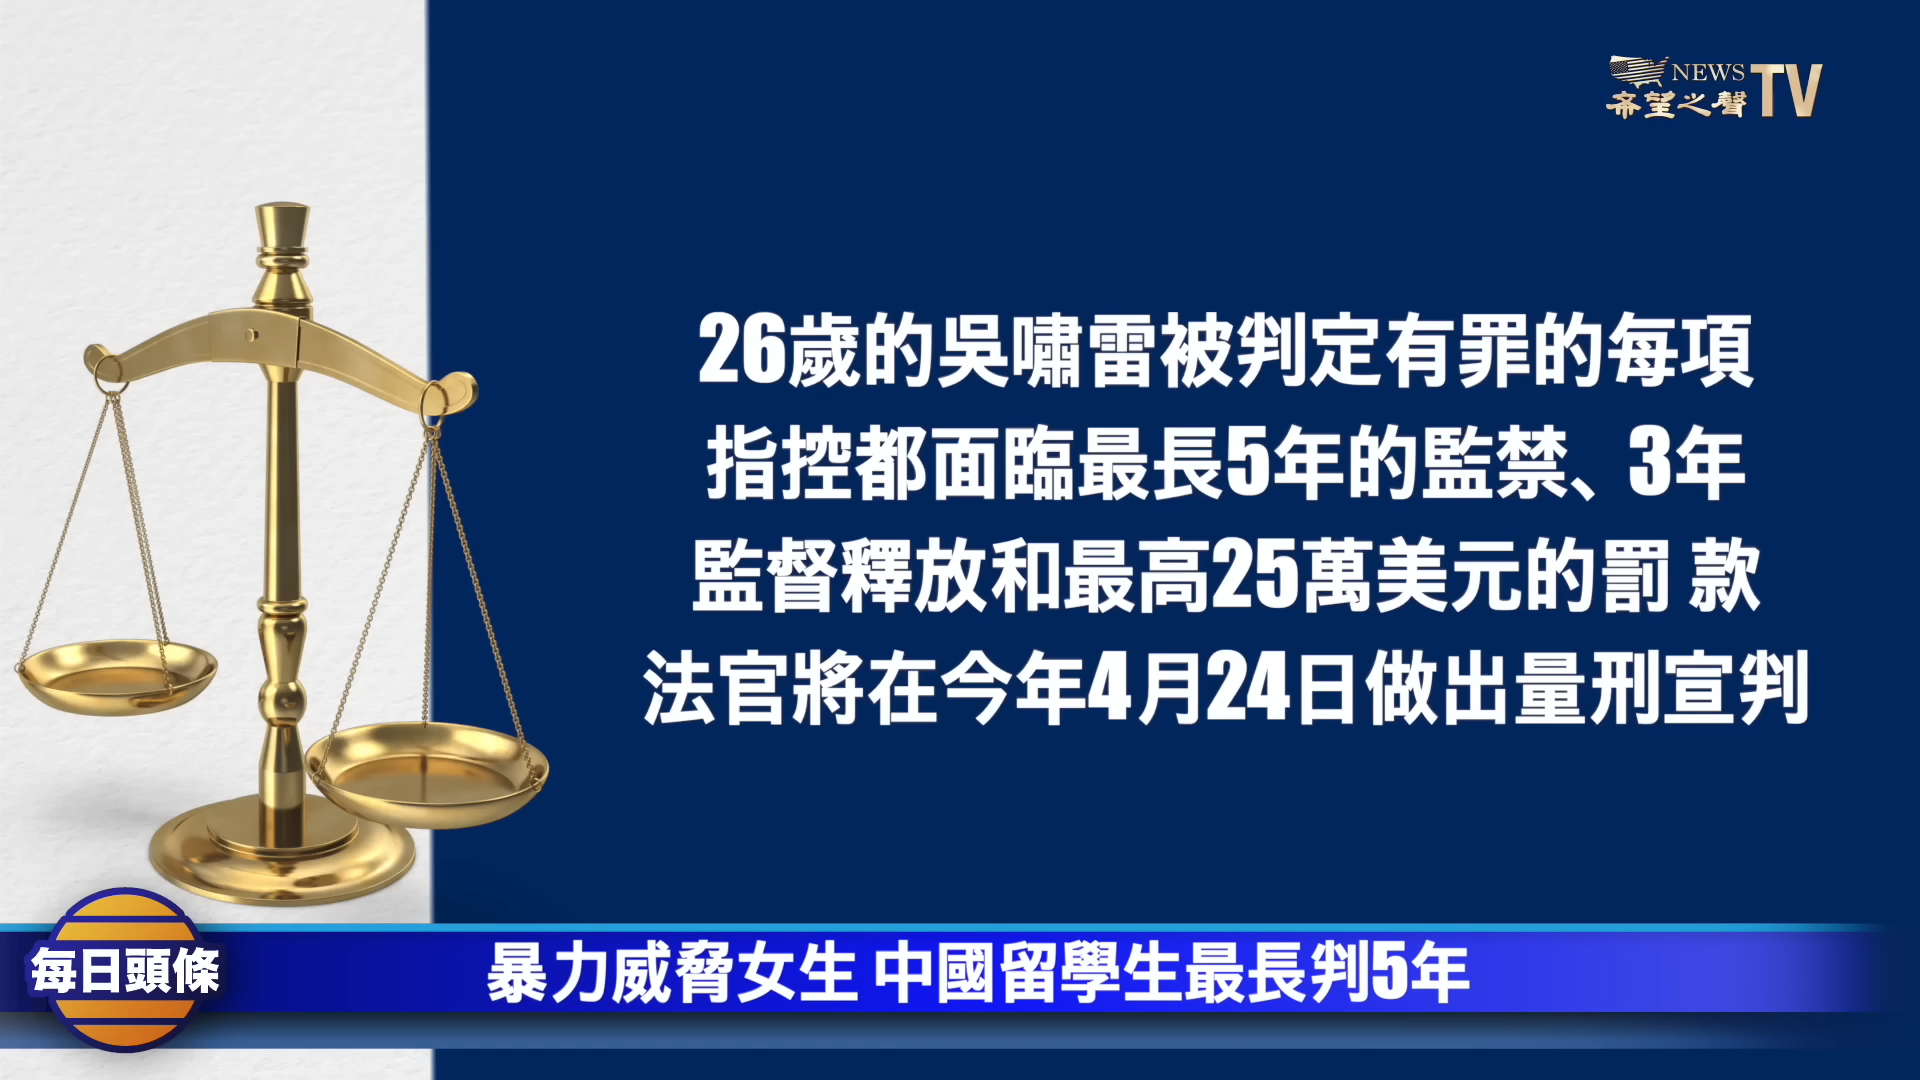 NEWS
希望之聲TV
26歲的吳嘯雷被判定有罪的每項
指控都面臨最長5年的監禁、3年
監督釋放和最高25萬美元的罰 款
法官將在今年4月24日做出量刑宣判
每日頭條
暴力威脅女生 中國留學生最長判5年